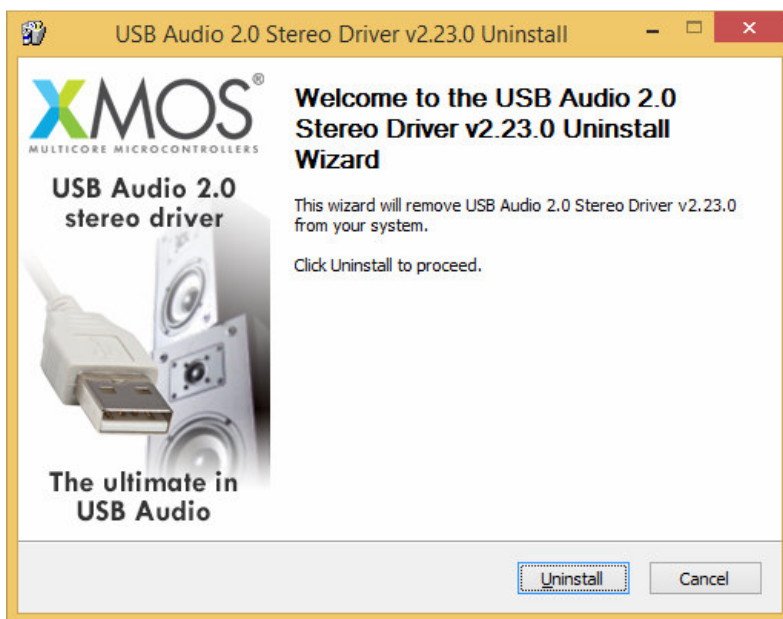 USB Audio 2.0 Stereo Driver v2.23.0 Uninstall
XMOS®
MULTICORE MICROCONTROLLERS
USB Audio 2.0
stereo driver
The ultimate in
USB Audio
Welcome to the USB Audio 2.0
Stereo Driver v2.23.0 Uninstall
Wizard
This wizard will remove USB Audio 2.0 Stereo Driver v2.23.0
from your system.
Click Uninstall to proceed.
Uninstall
Cancel